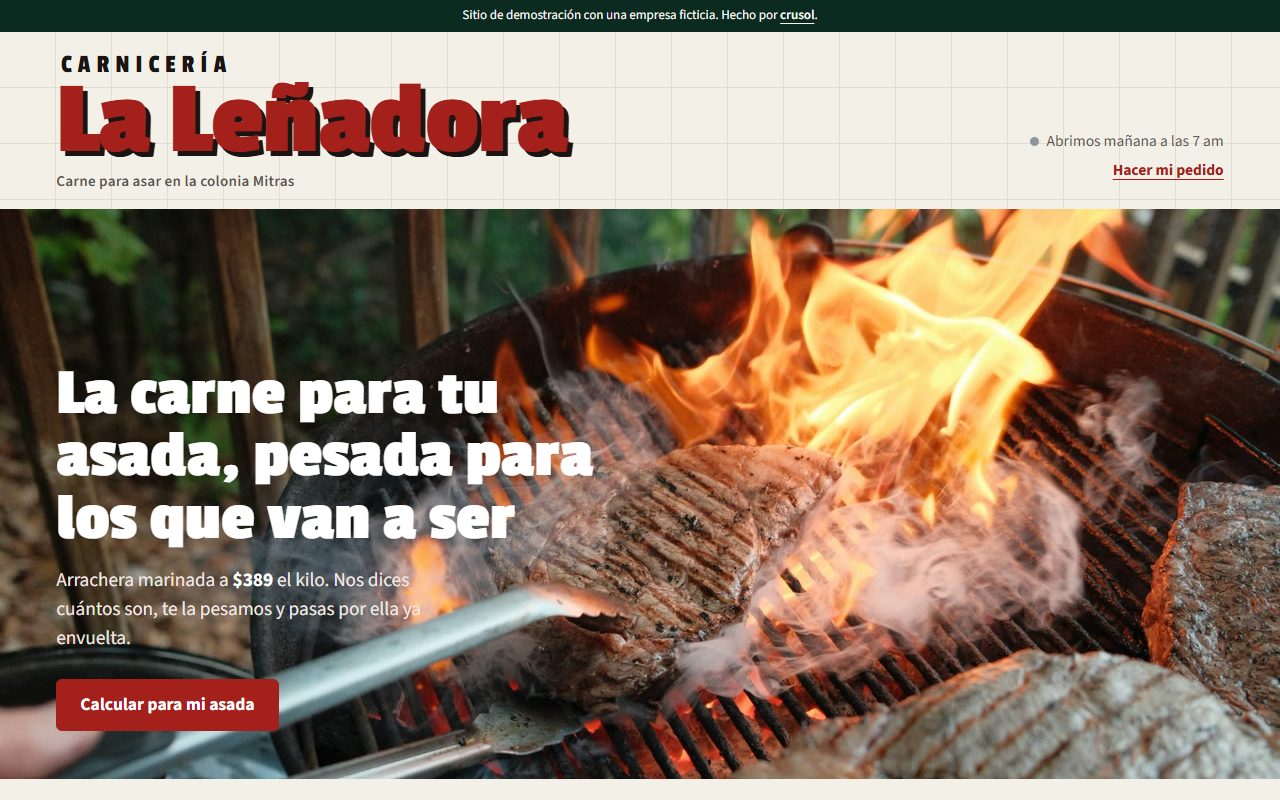 Sitio de demostración con una empresa ficticia. Hecho por crusol.
CARNICERÍA
La Leñadora
Carne para asar en la colonia Mitras
Abrimos mañana a las 7 am
Hacer mi pedido
La carne para tu
asada, pesada para
los que van a ser
Arrachera marinada a $389 el kilo. Nos dices
cuántos son, te la pesamos y pasas por ella ya
envuelta.
Calcular para mi asada